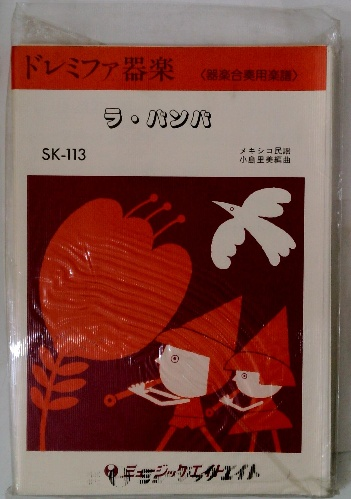 ドレミファ器楽
〈器楽合奏用楽譜〉
ラ・バンバ
SK-113
メキシコ民謡
小島里美編曲
ミュージックエイト